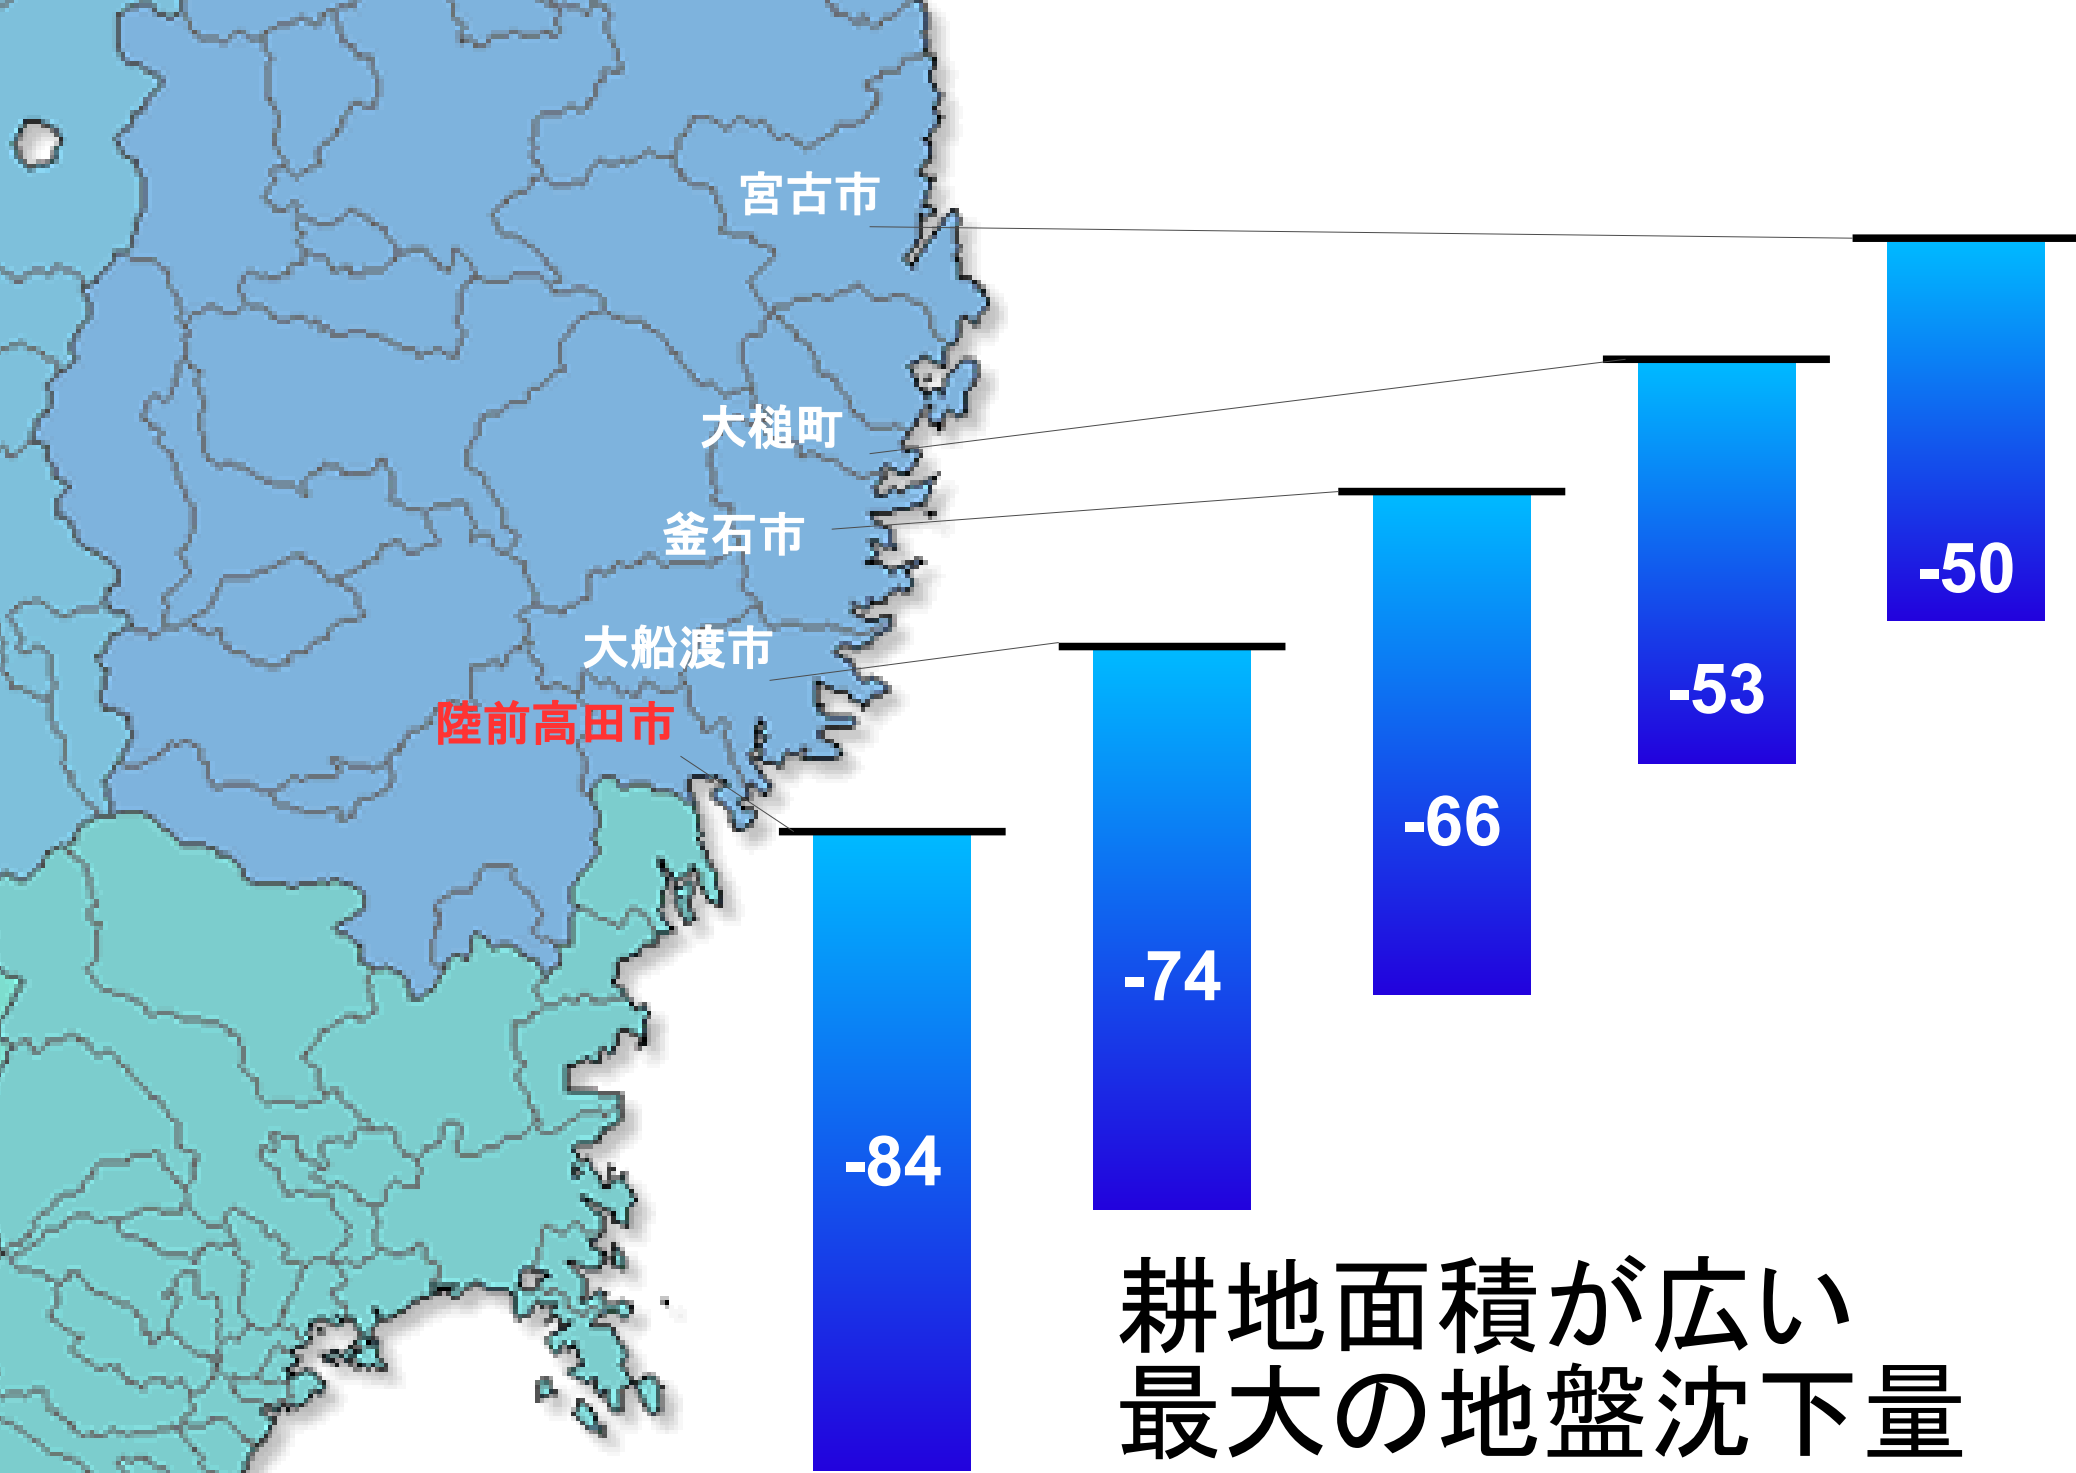 宮古市
大槌町
釜石市
大船渡市
陸前高田市
-50
-53
-66
-74
-84
耕地面積が広い
最大の地盤沈下量